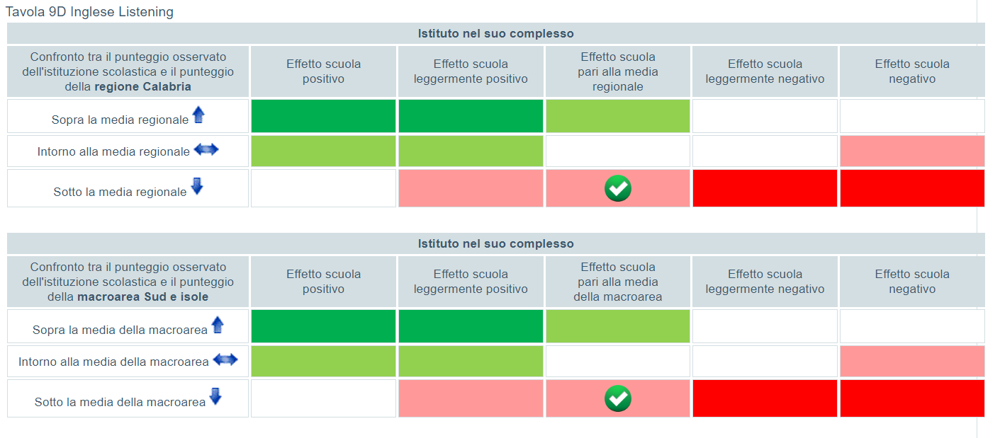 Tavola 9D Inglese Listening
Istituto nel suo complesso
Confronto tra il punteggio osservato
dell'istituzione scolastica e il punteggio
della regione Calabria
Effetto scuola
positivo
Effetto scuola
leggermente positivo
Effetto scuola
pari alla media
regionale
Effetto scuola
leggermente negativo
Effetto scuola
negativo
Sopra la media regionale
Intorno alla media regionale
Sotto la media regionale
Istituto nel suo complesso
Confronto tra il punteggio osservato
dell'istituzione scolastica e il punteggio
della macroarea Sud e isole
Effetto scuola
positivo
Effetto scuola
leggermente positivo
Effetto scuola
pari alla media
della macroarea
Effetto scuola
leggermente negativo
Effetto scuola
negativo
Sopra la media della macroarea
Intorno alla media della macroarea
Sotto la media della macroarea